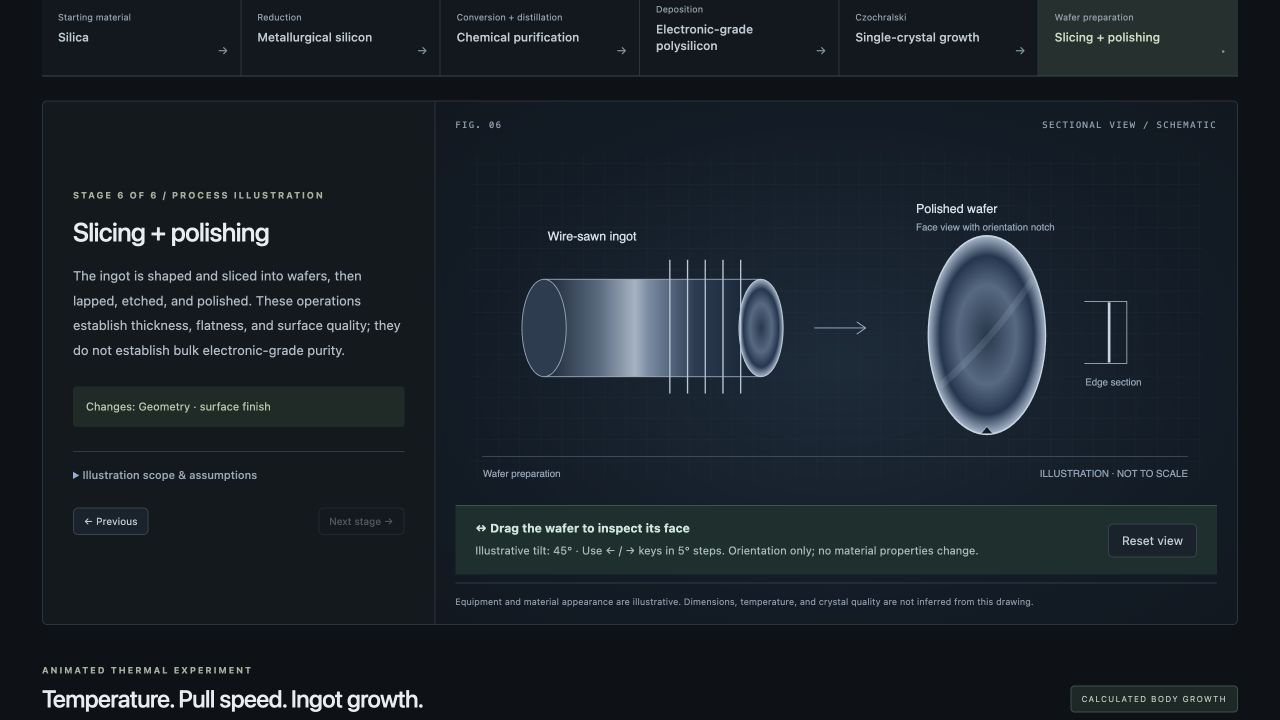 Starting material
Silica
→
Reduction
Metallurgical silicon
→
Conversion + distillation
Chemical purification
→
Deposition
Electronic-grade
polysilicon
→
Czochralski
Single-crystal growth
→
Wafer preparation
Slicing + polishing
STAGE 6 OF 6 / PROCESS ILLUSTRATION
Slicing + polishing
The ingot is shaped and sliced into wafers, then
lapped, etched, and polished. These operations
establish thickness, flatness, and surface quality; they
do not establish bulk electronic-grade purity.
Changes: Geometry · surface finish
▶ Illustration scope & assumptions
← Previous
Next stage →
FIG. 06
SECTIONAL VIEW / SCHEMATIC
Wire-sawn ingot
Polished wafer
Face view with orientation notch
Edge section
Wafer preparation
ILLUSTRATION · NOT TO SCALE
↔ Drag the wafer to inspect its face
Illustrative tilt: 45° · Use ← / → keys in 5° steps. Orientation only; no material properties change.
Reset view
Equipment and material appearance are illustrative. Dimensions, temperature, and crystal quality are not inferred from this drawing.
ANIMATED THERMAL EXPERIMENT
Temperature. Pull speed. Ingot growth.
CALCULATED BODY GROWTH